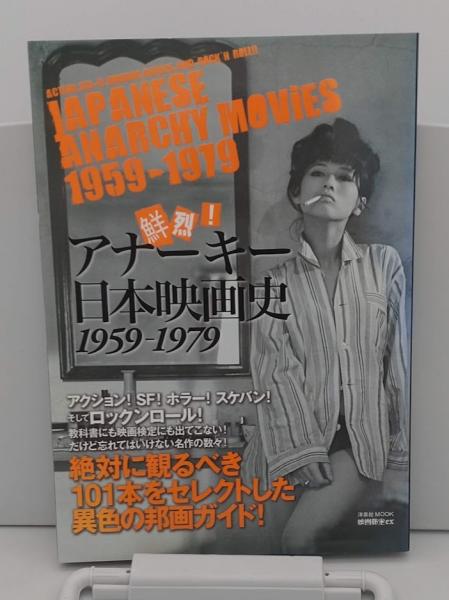 JAPANESE
ANARCHY MOViES
1959-1979
鮮烈!
アナーキー
日本映画史
1959-1979
アクション! SF! ホラー! スケバン!
そしてロックンロール!
教科書にも映画検定にも出てこない!
だけど忘れてはいけない名作の数々!
絶対に観るべき
101本をセレクトした
異色の邦画ガイド!
洋泉社MOOK
映画秘宝ex